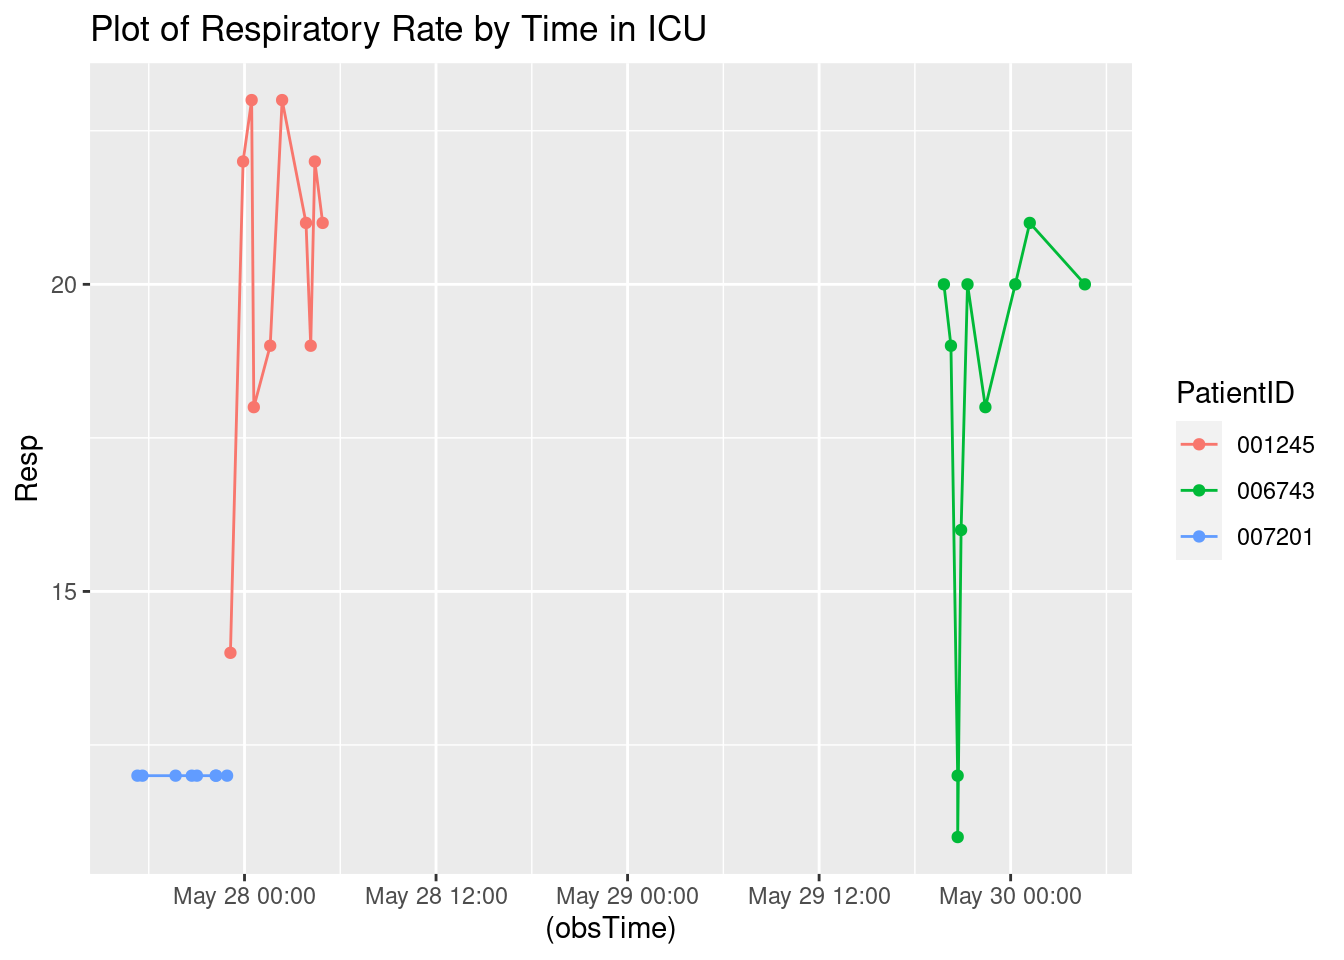 Plot of Respiratory Rate by Time in ICU
Resp
20
15
May 28 00:00
May 28 12:00
May 29 00:00
May 29 12:00
May 30 00:00
(obsTime)
PatientID
001245
006743
007201